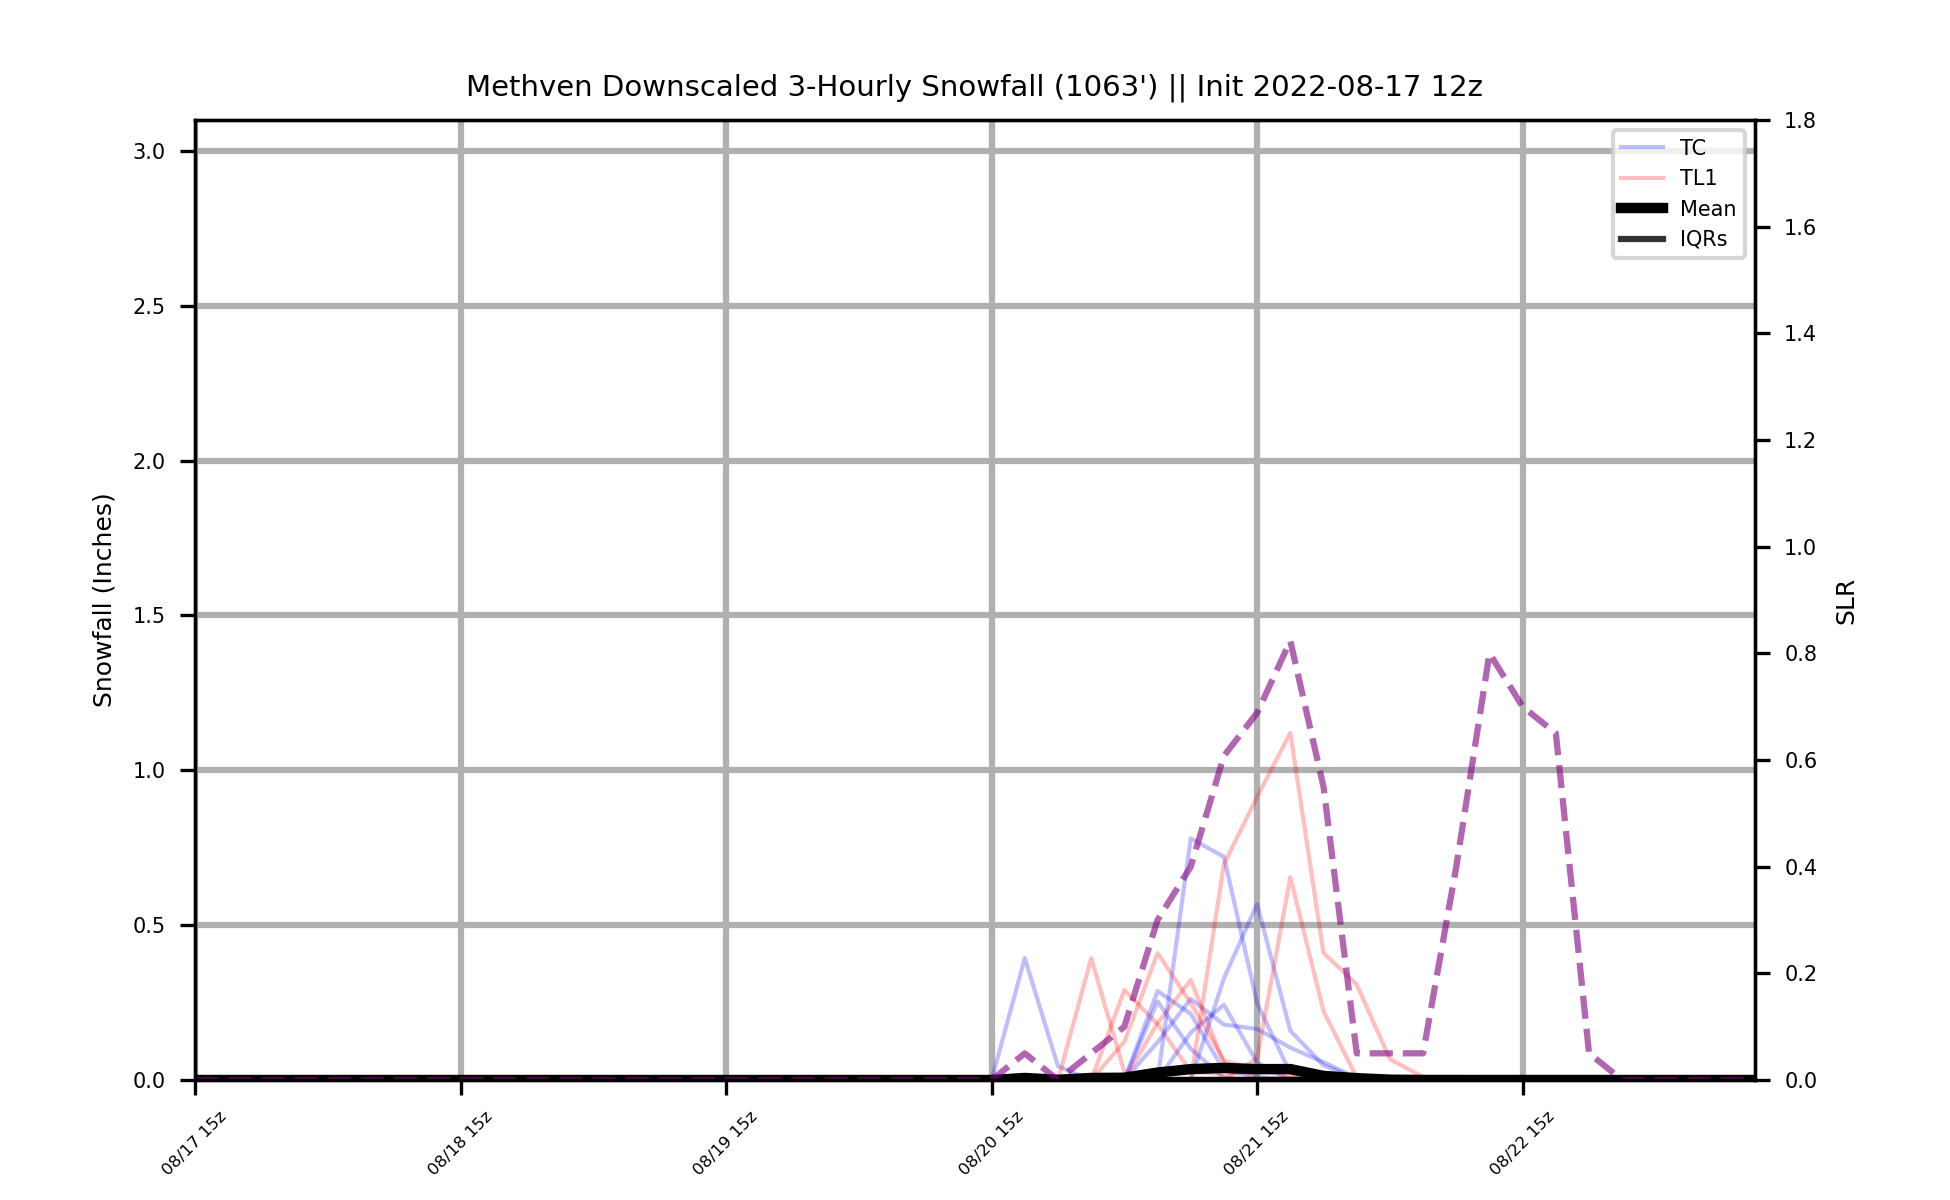 Methven Downscaled 3-Hourly Snowfall (1063') || Init 2022-08-17 12z
3.0
2.5
2.0
1.5
1.0
0.5
0.0
Snowfall (Inches)
TC
TL1
Mean
IQRs
1.8
1.6
1.4
1.2
1.0
0.8
0.6
0.4
0.2
0.0
SLR
08/17 15z
08/18 15z
08/19 15z
08/20 15z
08/21 15z
08/22 15z